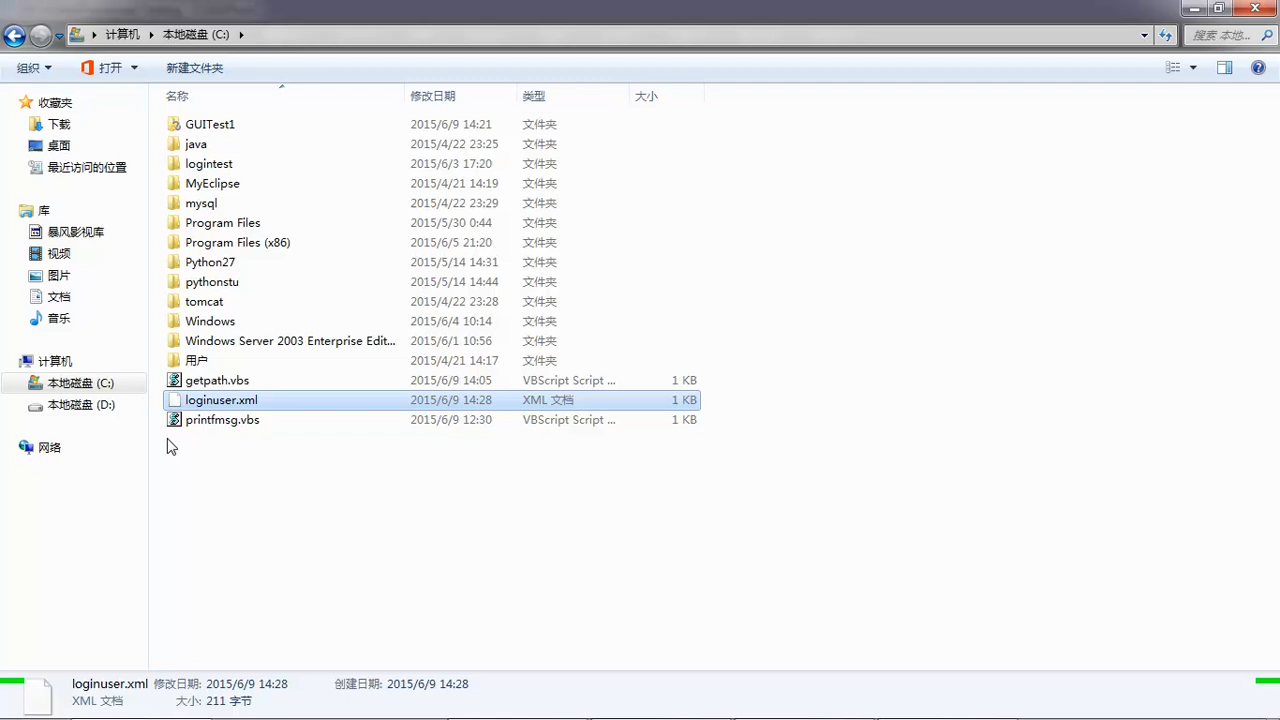 计算机 本地磁盘 (C:) 搜索 本地...
组织 打开 新建文件夹
名称 修改日期 类型 大小
收藏夹
下载
桌面
最近访问的位置
库
暴风影视库
视频
图片
文档
音乐
计算机
本地磁盘 (C:)
本地磁盘 (D:)
网络
GUITest1 2015/6/9 14:21 文件夹
java 2015/4/22 23:25 文件夹
logintest 2015/6/3 17:20 文件夹
MyEclipse 2015/4/21 14:19 文件夹
mysql 2015/4/22 23:29 文件夹
Program Files 2015/5/30 0:44 文件夹
Program Files (x86) 2015/6/5 21:20 文件夹
Python27 2015/5/14 14:31 文件夹
pythonstu 2015/5/14 14:44 文件夹
tomcat 2015/4/22 23:28 文件夹
Windows 2015/6/4 10:14 文件夹
Windows Server 2003 Enterprise Edit... 2015/6/1 10:56 文件夹
用户 2015/4/21 14:17 文件夹
getpath.vbs 2015/6/9 14:05 VBScript Script ... 1 KB
loginuser.xml 2015/6/9 14:28 XML 文档 1 KB
printfmsg.vbs 2015/6/9 12:30 VBScript Script ... 1 KB
loginuser.xml 修改日期: 2015/6/9 14:28 创建日期: 2015/6/9 14:28
XML 文档 大小: 211 字节